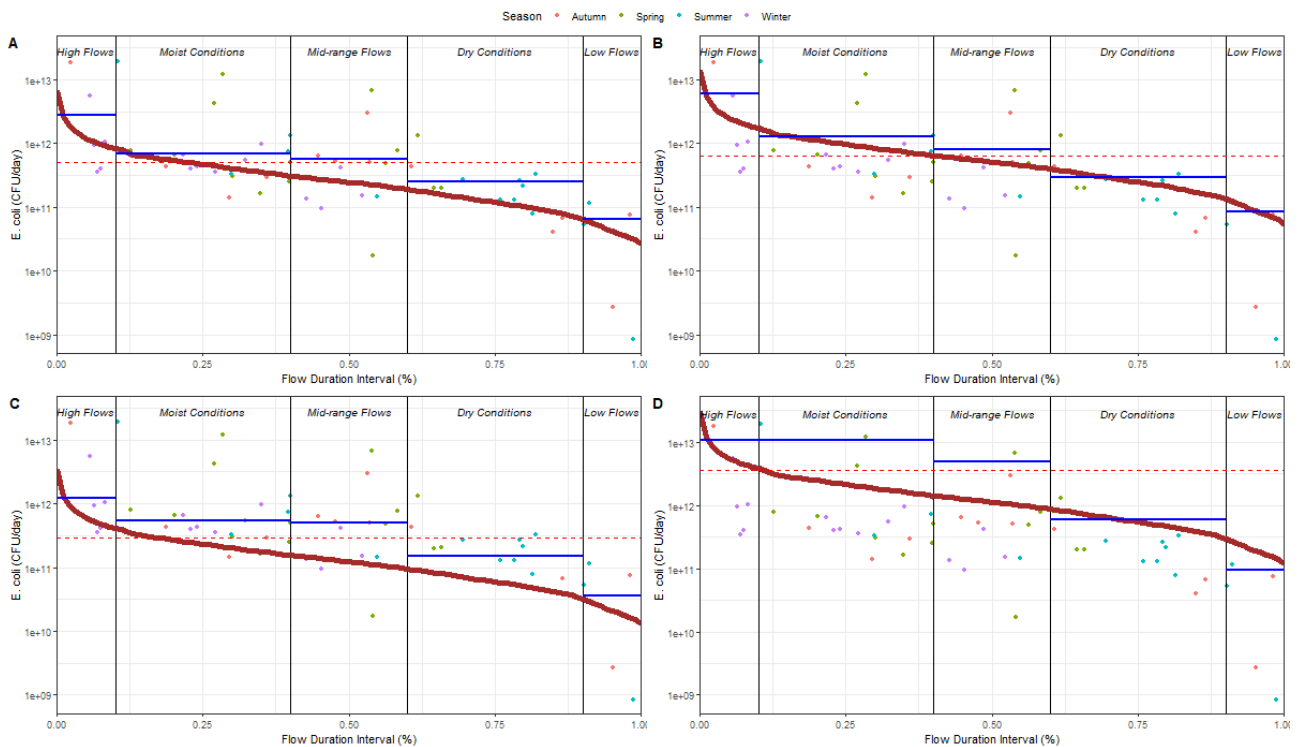 Season Autumn Spring Summer Winter
A
High Flows Moist Conditions Mid-range Flows Dry Conditions Low Flows
1e+13
1e+12
1e+11
1e+10
1e+09
E. coli (CFU/day)
0.00 0.25 0.50 0.75 1.00
Flow Duration Interval (%)
B
High Flows Moist Conditions Mid-range Flows Dry Conditions Low Flows
1e+13
1e+12
1e+11
1e+10
1e+09
E. coli (CFU/day)
0.00 0.25 0.50 0.75 1.00
Flow Duration Interval (%)
C
High Flows Moist Conditions Mid-range Flows Dry Conditions Low Flows
1e+13
1e+12
1e+11
1e+10
1e+09
E. coli (CFU/day)
0.00 0.25 0.50 0.75 1.00
Flow Duration Interval (%)
D
High Flows Moist Conditions Mid-range Flows Dry Conditions Low Flows
1e+13
1e+12
1e+11
1e+10
1e+09
E. coli (CFU/day)
0.00 0.25 0.50 0.75 1.00
Flow Duration Interval (%)